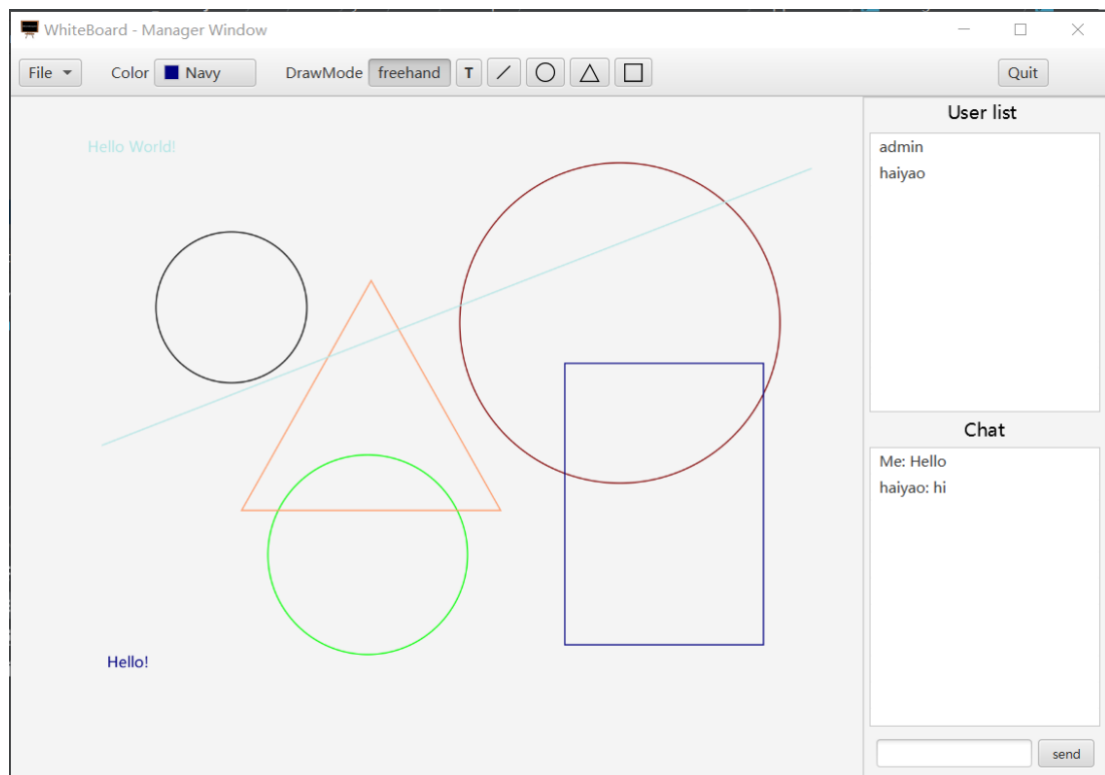 WhiteBoard - Manager Window
File Color Navy DrawMode freehand T Quit
User list
admin
haiyao
Hello World!
Hello!
Chat
Me: Hello
haiyao: hi
send